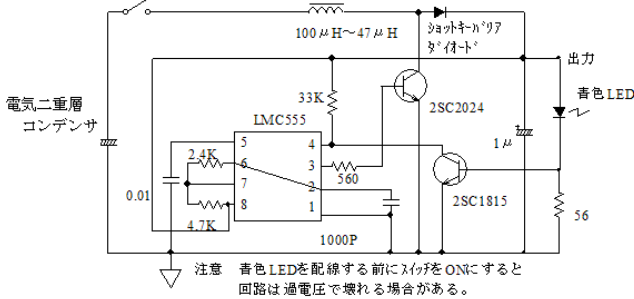 100μH～47μH
ショットキーバリア
ダイオード
出力
電気二重層
コンデンサ
33K
2SC2024
青色LED
LMC555
1μ
5
4
2.4K
6
3
560
7
2
0.01
8
1
2SC1815
56
4.7K
1000P
注意 青色LEDを配線する前にスイッチをONにすると
回路は過電圧で壊れる場合がある。